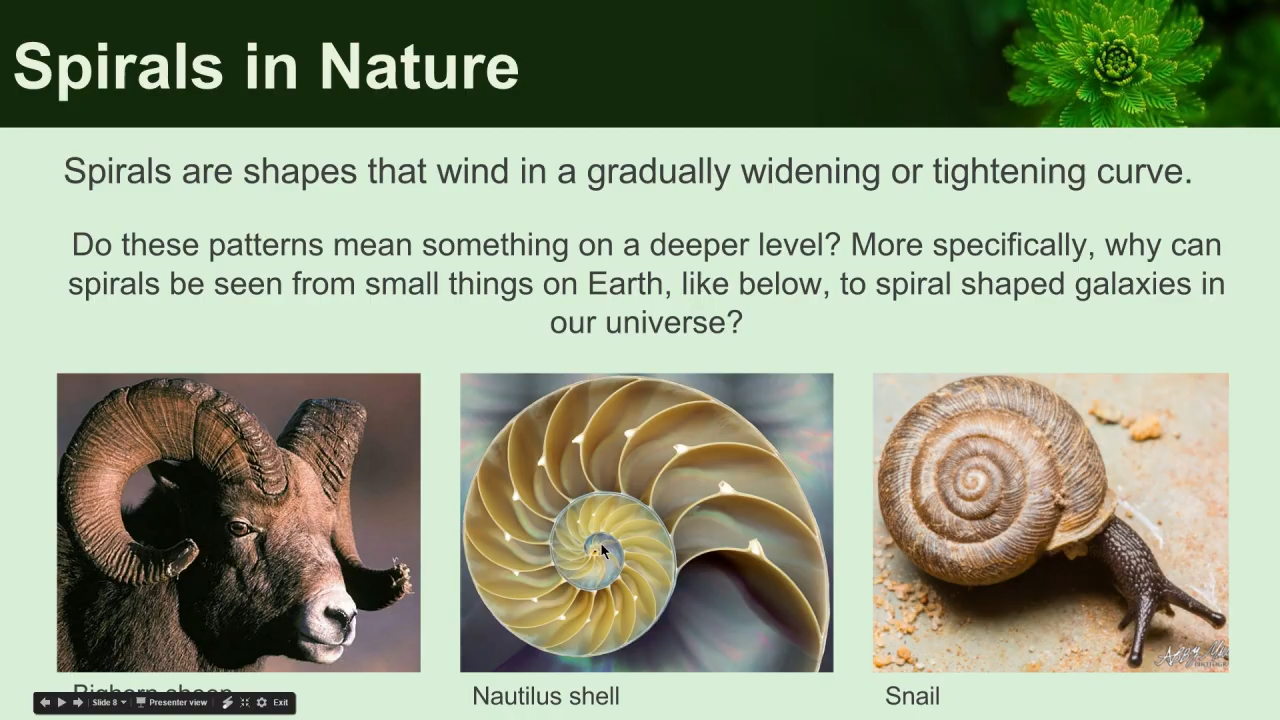 Spirals in Nature
Spirals are shapes that wind in a gradually widening or tightening curve.
Do these patterns mean something on a deeper level? More specifically, why can
spirals be seen from small things on Earth, like below, to spiral shaped galaxies in
our universe?
Bighorn sheep
Nautilus shell
Snail
Slide 8
Presenter view
Exit